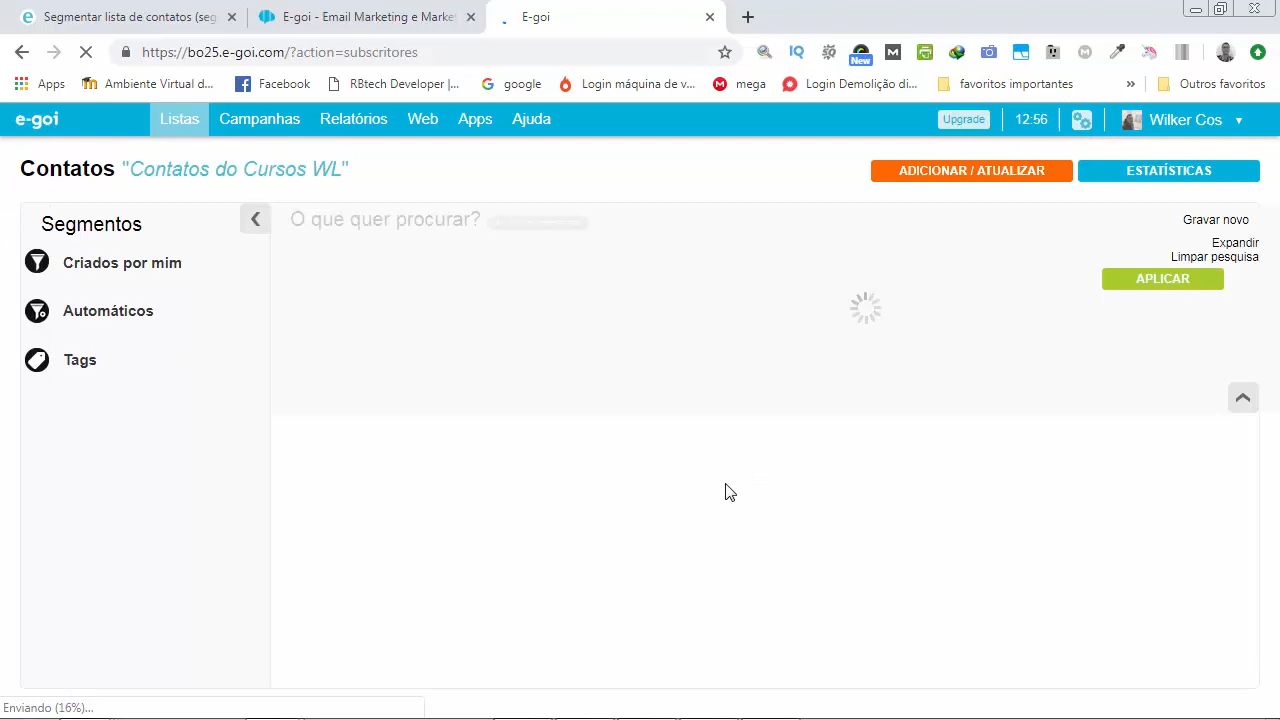 Segmentar lista de contatos (seg
E-goi - Email Marketing e Marke
E-goi
https://bo25.e-goi.com/?action=subscritores
New
Apps
Ambiente Virtual d...
Facebook
RBtech Developer |...
google
Login máquina de v...
mega
Login Demolição di...
favoritos importantes
»
Outros favoritos
e-goi
Listas
Campanhas
Relatórios
Web
Apps
Ajuda
Upgrade
12:56
Wilker Cos
Contatos "Contatos do Cursos WL"
ADICIONAR / ATUALIZAR
ESTATÍSTICAS
Segmentos
O que quer procurar?
Gravar novo
Expandir
Limpar pesquisa
APLICAR
Criados por mim
Automáticos
Tags
Enviando (16%)...